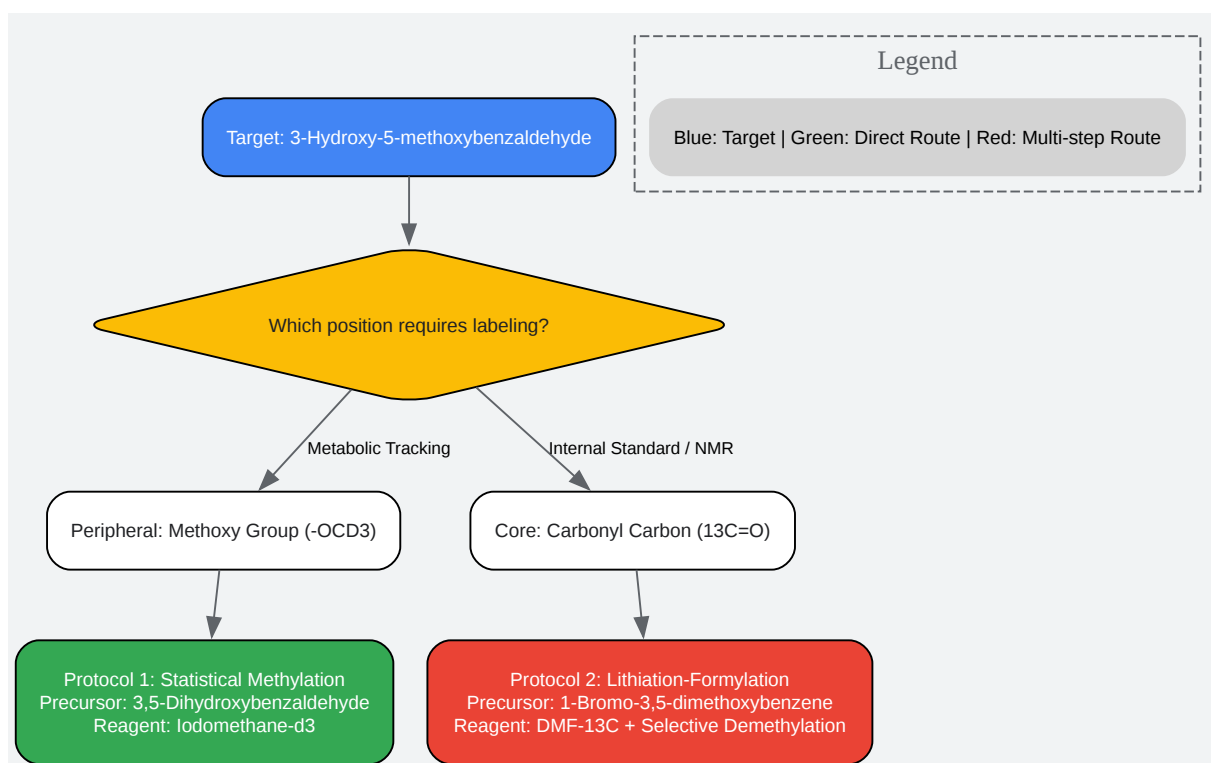 Legend
Blue: Target | Green: Direct Route | Red: Multi-step Route
Target: 3-Hydroxy-5-methoxybenzaldehyde
Which position requires labeling?
Metabolic Tracking
Internal Standard / NMR
Peripheral: Methoxy Group (-OCD3)
Core: Carbonyl Carbon (13C=O)
Protocol 1: Statistical Methylation
Precursor: 3,5-Dihydroxybenzaldehyde
Reagent: Iodomethane-d3
Protocol 2: Lithiation-Formylation
Precursor: 1-Bromo-3,5-dimethoxybenzene
Reagent: DMF-13C + Selective Demethylation